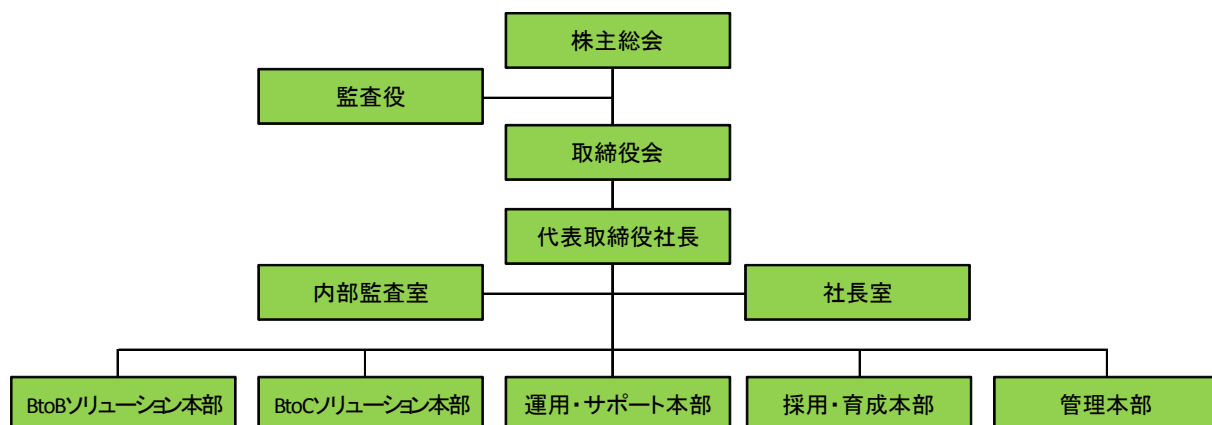 株主総会
監査役
取締役会
代表取締役社長
内部監査室
社長室
BtoBソリューション本部
BtoCソリューション本部
運用・サポート本部
採用・育成本部
管理本部